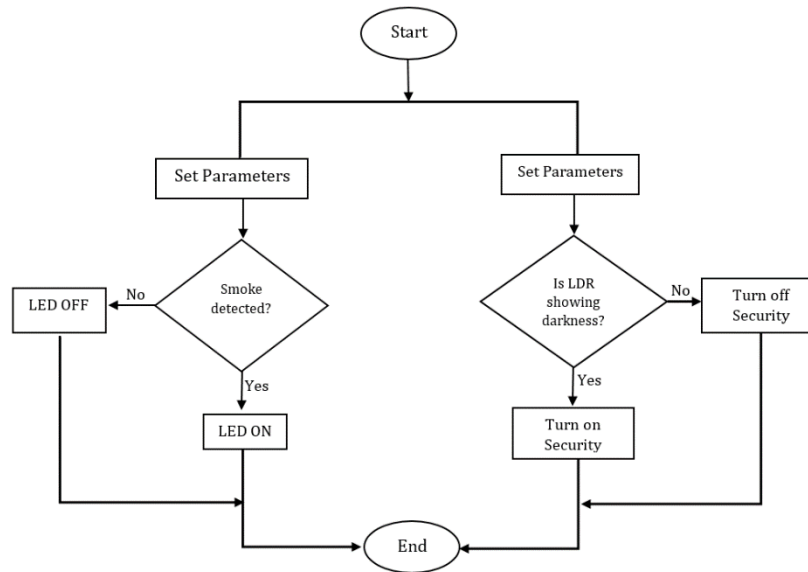 Start
Set Parameters
Set Parameters
Smoke
detected?
No
LED OFF
Yes
LED ON
Is LDR
showing
darkness?
No
Turn off
Security
Yes
Turn on
Security
End